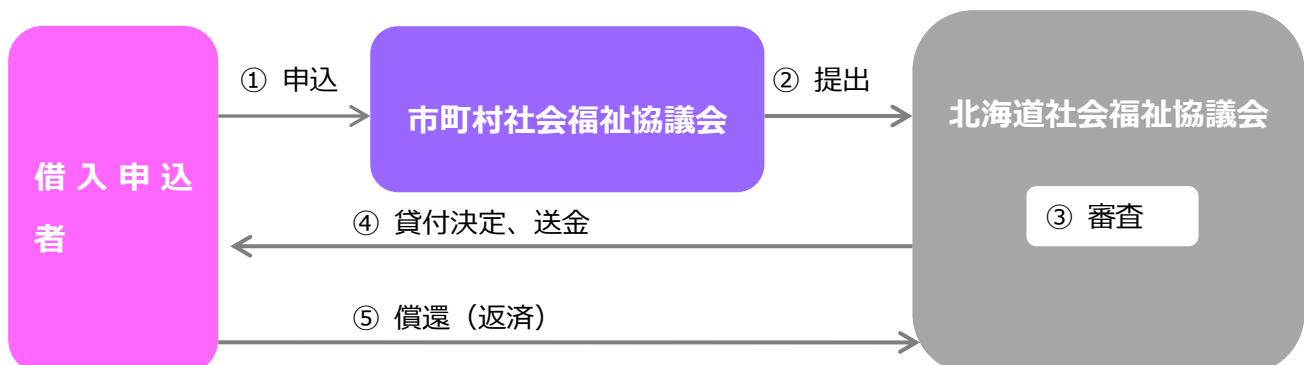 ① 申込
② 提出
市町村社会福祉協議会
北海道社会福祉協議会
借入申込
者
③ 審査
④ 貸付決定、送金
⑤ 償還（返済）